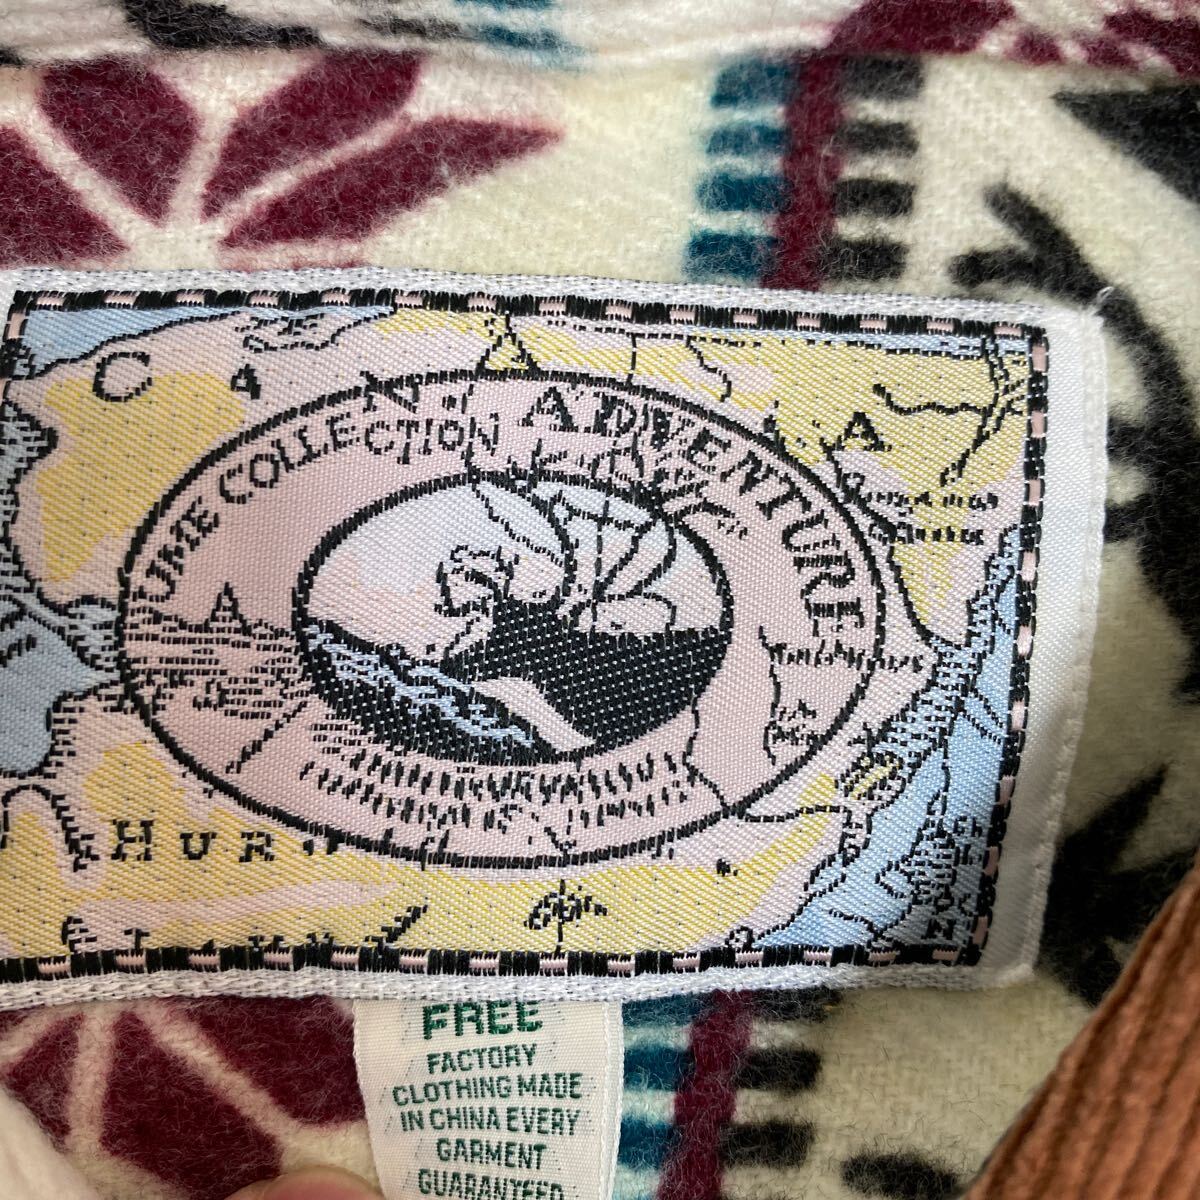 C
N.
UME COLLECTION ADVENTURE
A
A
HUR
FREE
FACTORY
CLOTHING MADE
IN CHINA EVERY
GARMENT
GUARANTEED